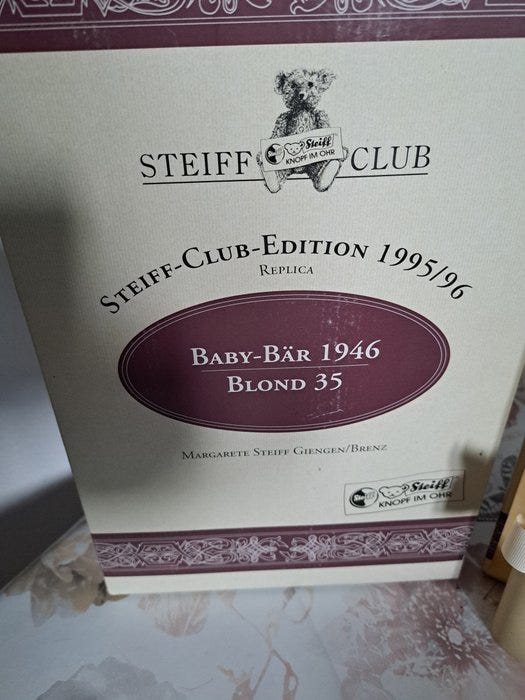 Steiff
KNOPF IM OHR
STEIFF CLUB
STEIFF-CLUB-EDITION 1995/96
REPLICA
BABY-BÄR 1946
BLOND 35
MARGARETE STEIFF GIENGEN/BRENZ
Steiff
KNOPF IM OHR